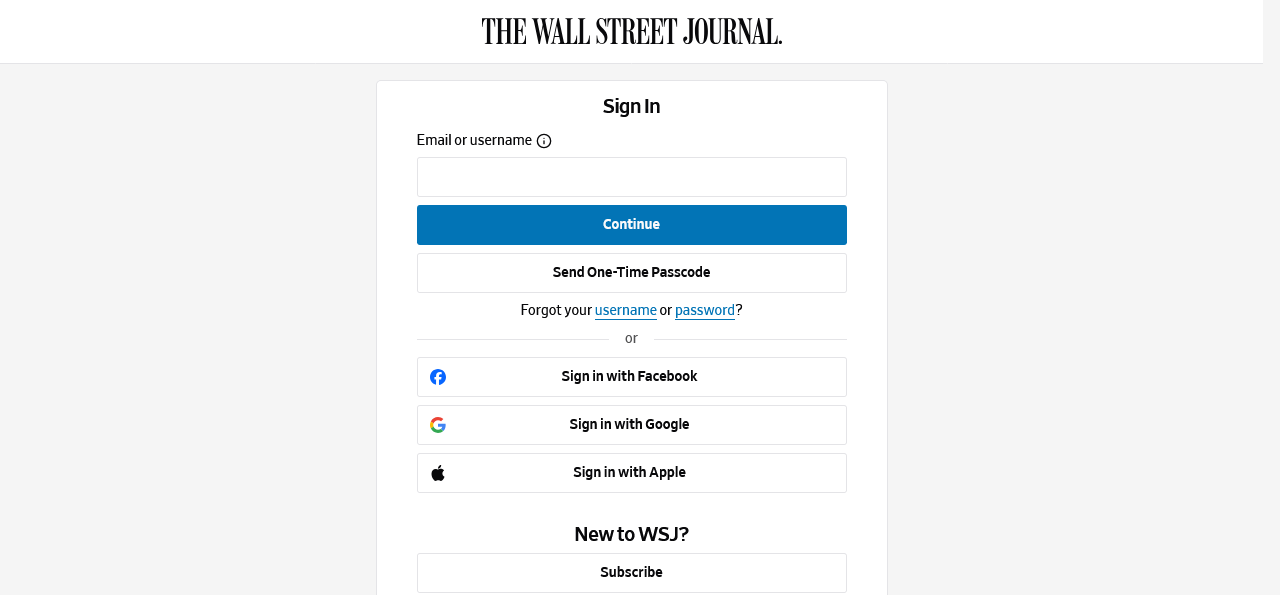 THE WALL STREET JOURNAL.
Sign In
Email or username
Continue
Send One-Time Passcode
Forgot your username or password?
or
Sign in with Facebook
Sign in with Google
Sign in with Apple
New to WSJ?
Subscribe